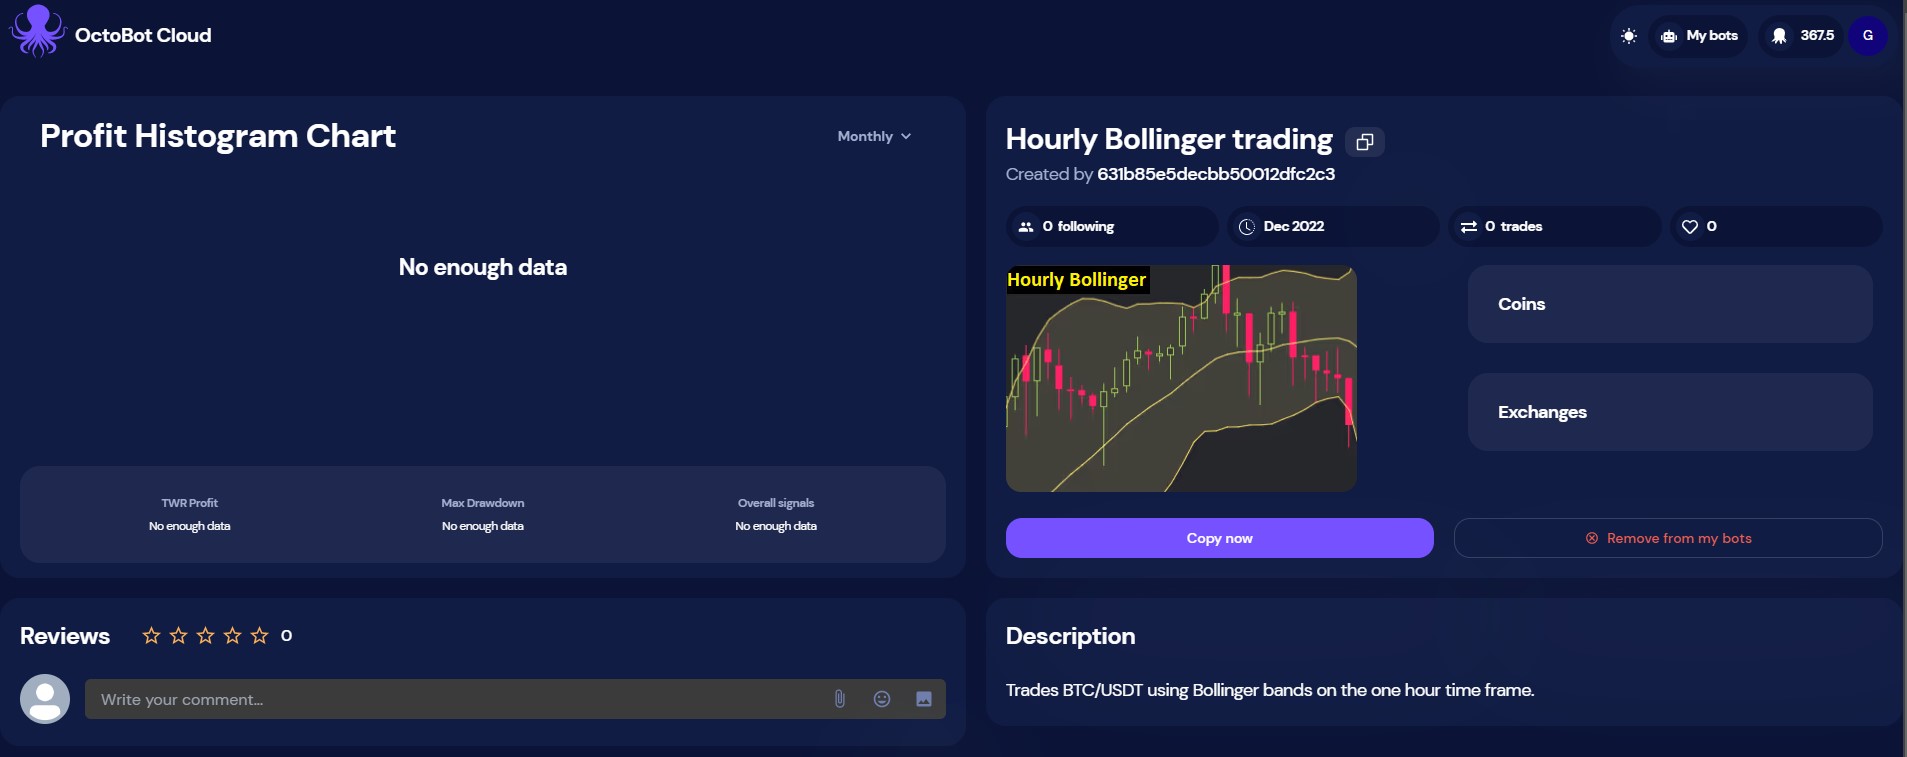 OctoBot Cloud
My bots
367.5
G
Profit Histogram Chart
Monthly
No enough data
TWR Profit
No enough data
Max Drawdown
No enough data
Overall signals
No enough data
Hourly Bollinger trading
Created by 631b85e5decbb50012dfc2c3
0 following
Dec 2022
0 trades
0
Hourly Bollinger
Coins
Exchanges
Copy now
Remove from my bots
Reviews
0
Write your comment...
Description
Trades BTC/USDT using Bollinger bands on the one hour time frame.